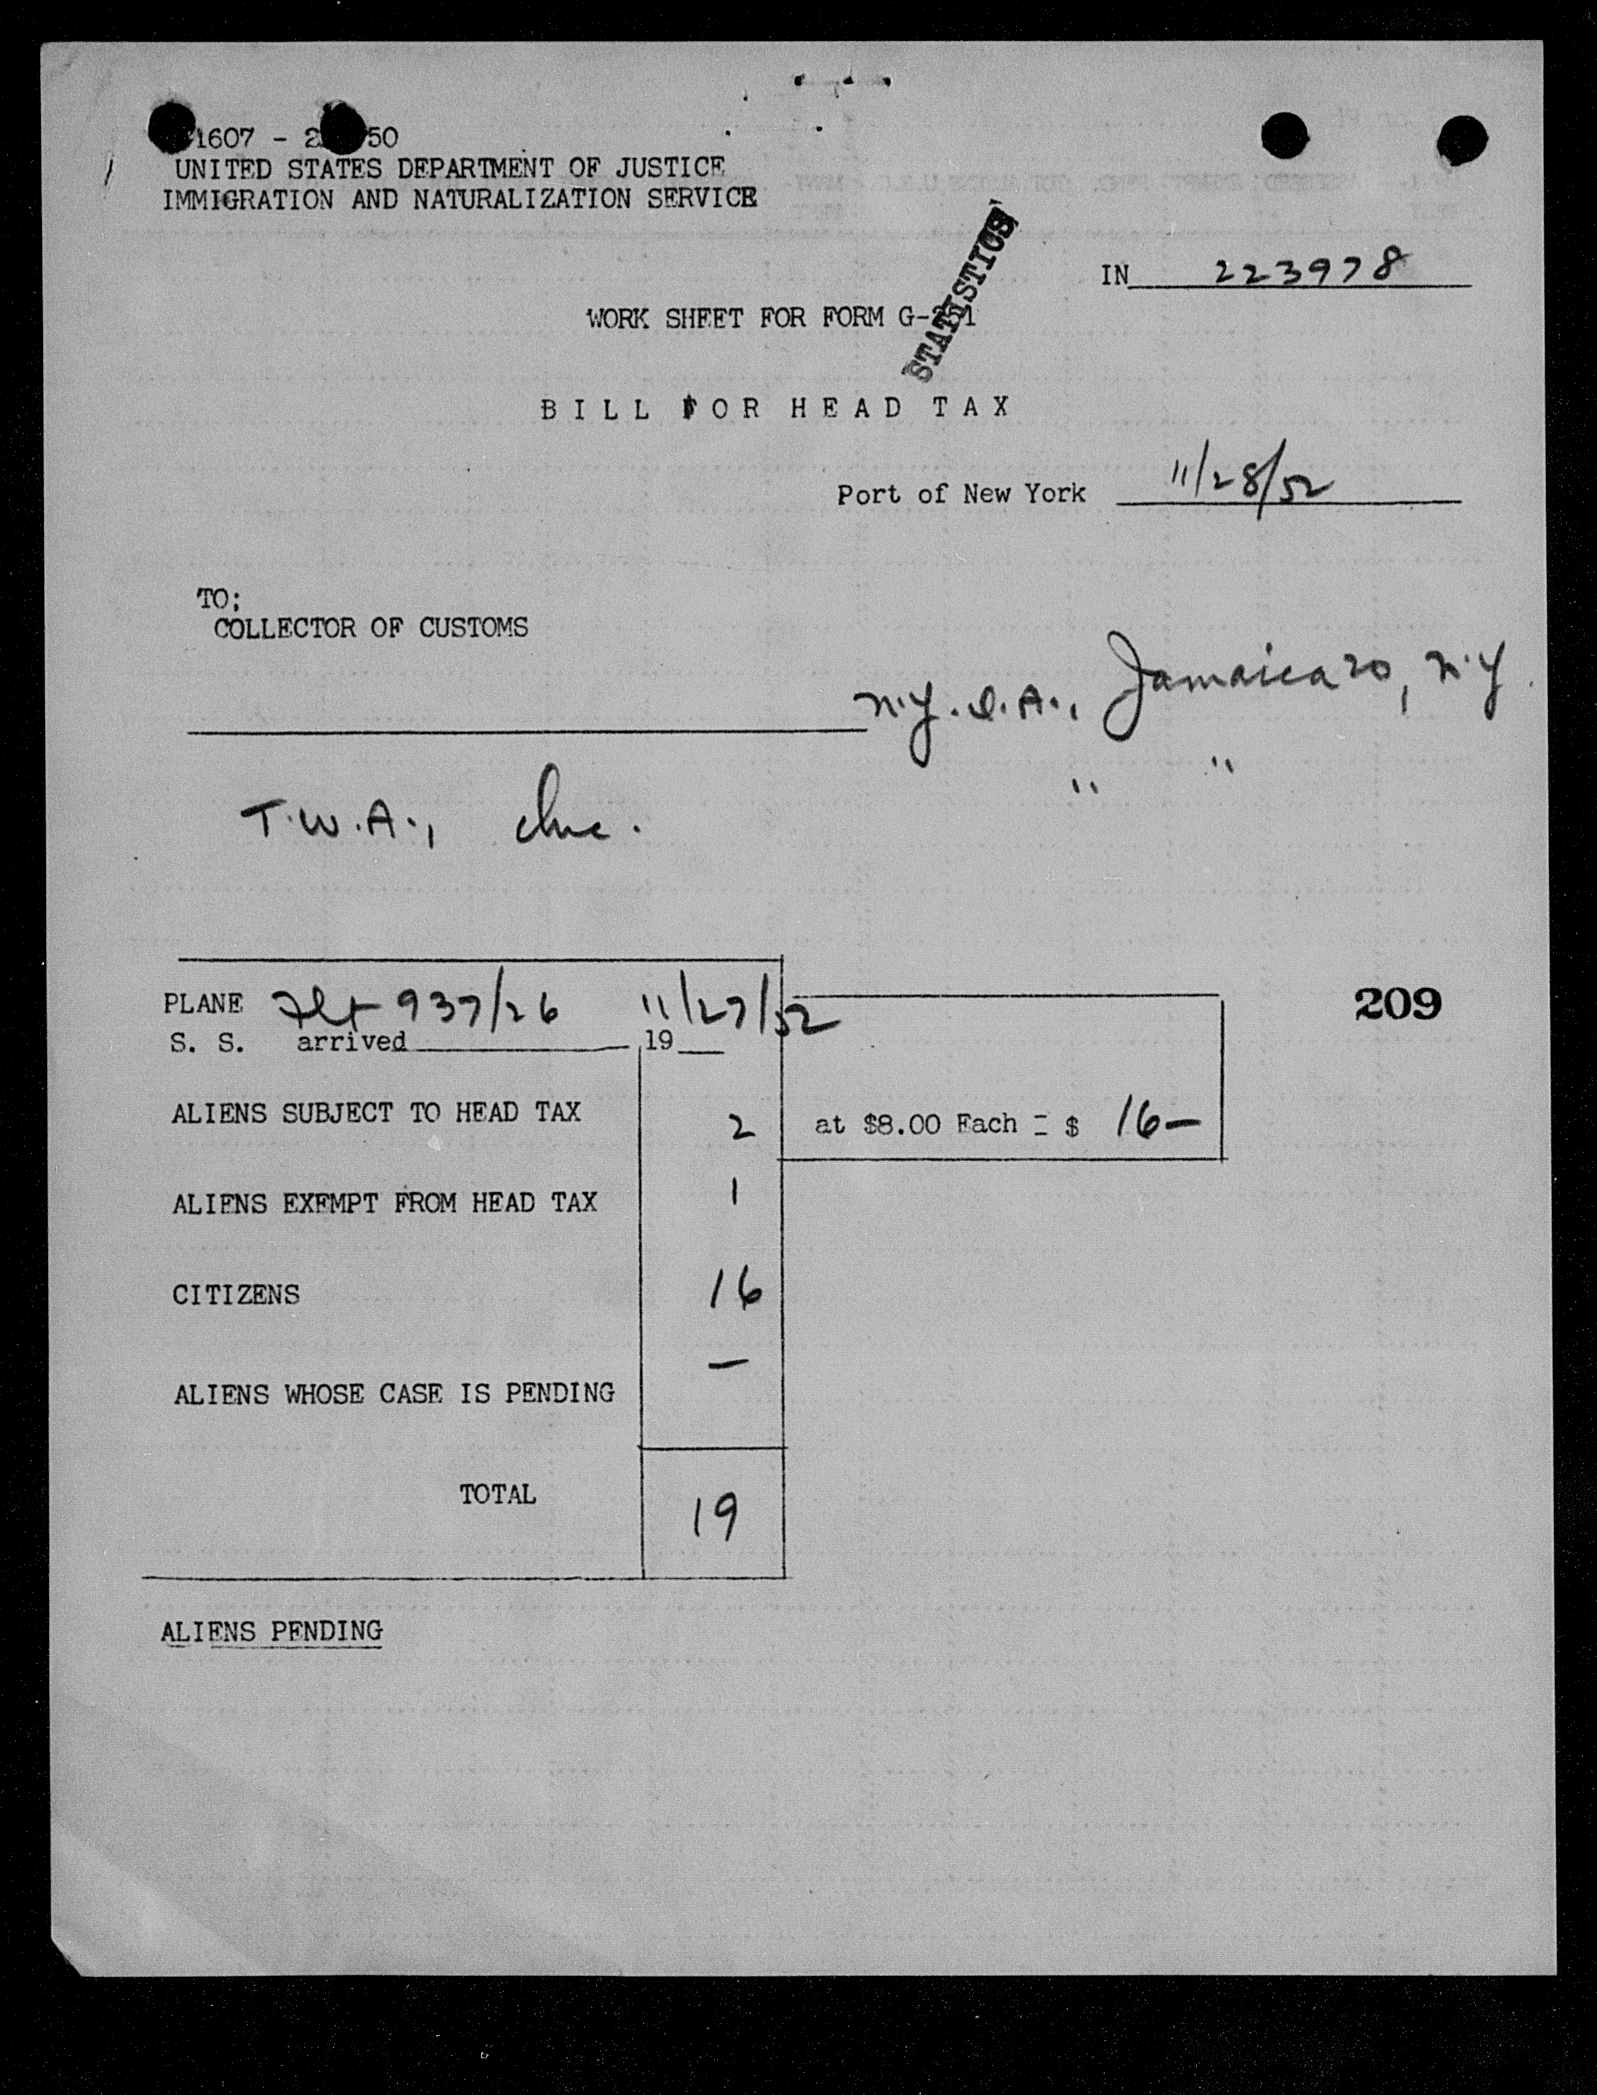 1607 - 2 50
UNITED STATES DEPARTMENT OF JUSTICE
IMMIGRATION AND NATURALIZATION SERVICE
STATISTICS
IN 223978
WORK SHEET FOR FORM G-251
BILL FOR HEAD TAX
Port of New York 11/28/52
TO:
COLLECTOR OF CUSTOMS
N.Y.I.A., Jamaica 30, N.Y.
" "
T.W.A., Inc.
PLANE Flt 937/26 11/27/52
S. S. arrived 19
209
ALIENS SUBJECT TO HEAD TAX 2 at $8.00 Each = $ 16—
ALIENS EXEMPT FROM HEAD TAX 1
CITIZENS 16
ALIENS WHOSE CASE IS PENDING —
TOTAL 19
ALIENS PENDING